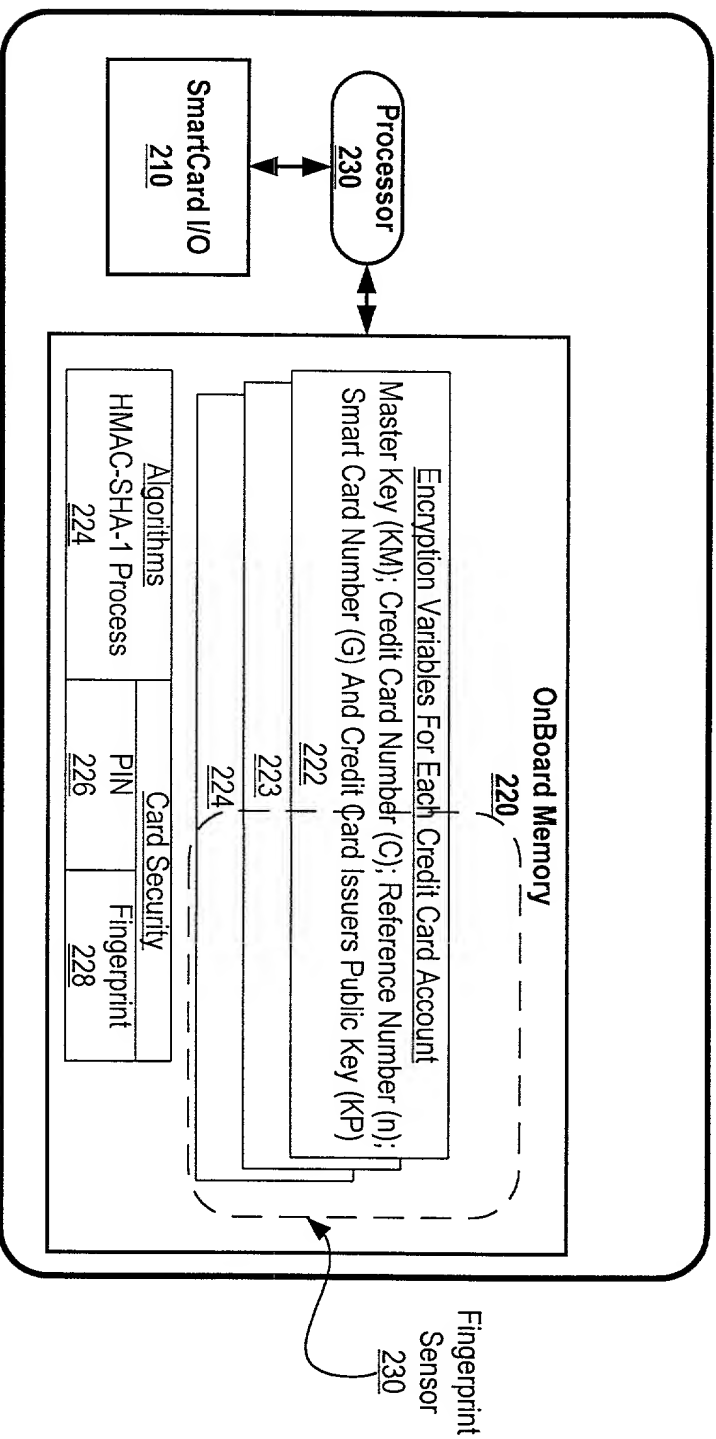 OnBoard Memory
220
Processor
230
SmartCard I/O
210
Encryption Variables For Each Credit Card Account
Master Key (KM); Credit Card Number (C); Reference Number (n);
Smart Card Number (G) And Credit Card Issuers Public Key (KP)
222
223
224
Algorithms
HMAC-SHA-1 Process
224
Card Security
PIN
226
Fingerprint
228
Fingerprint
Sensor
230